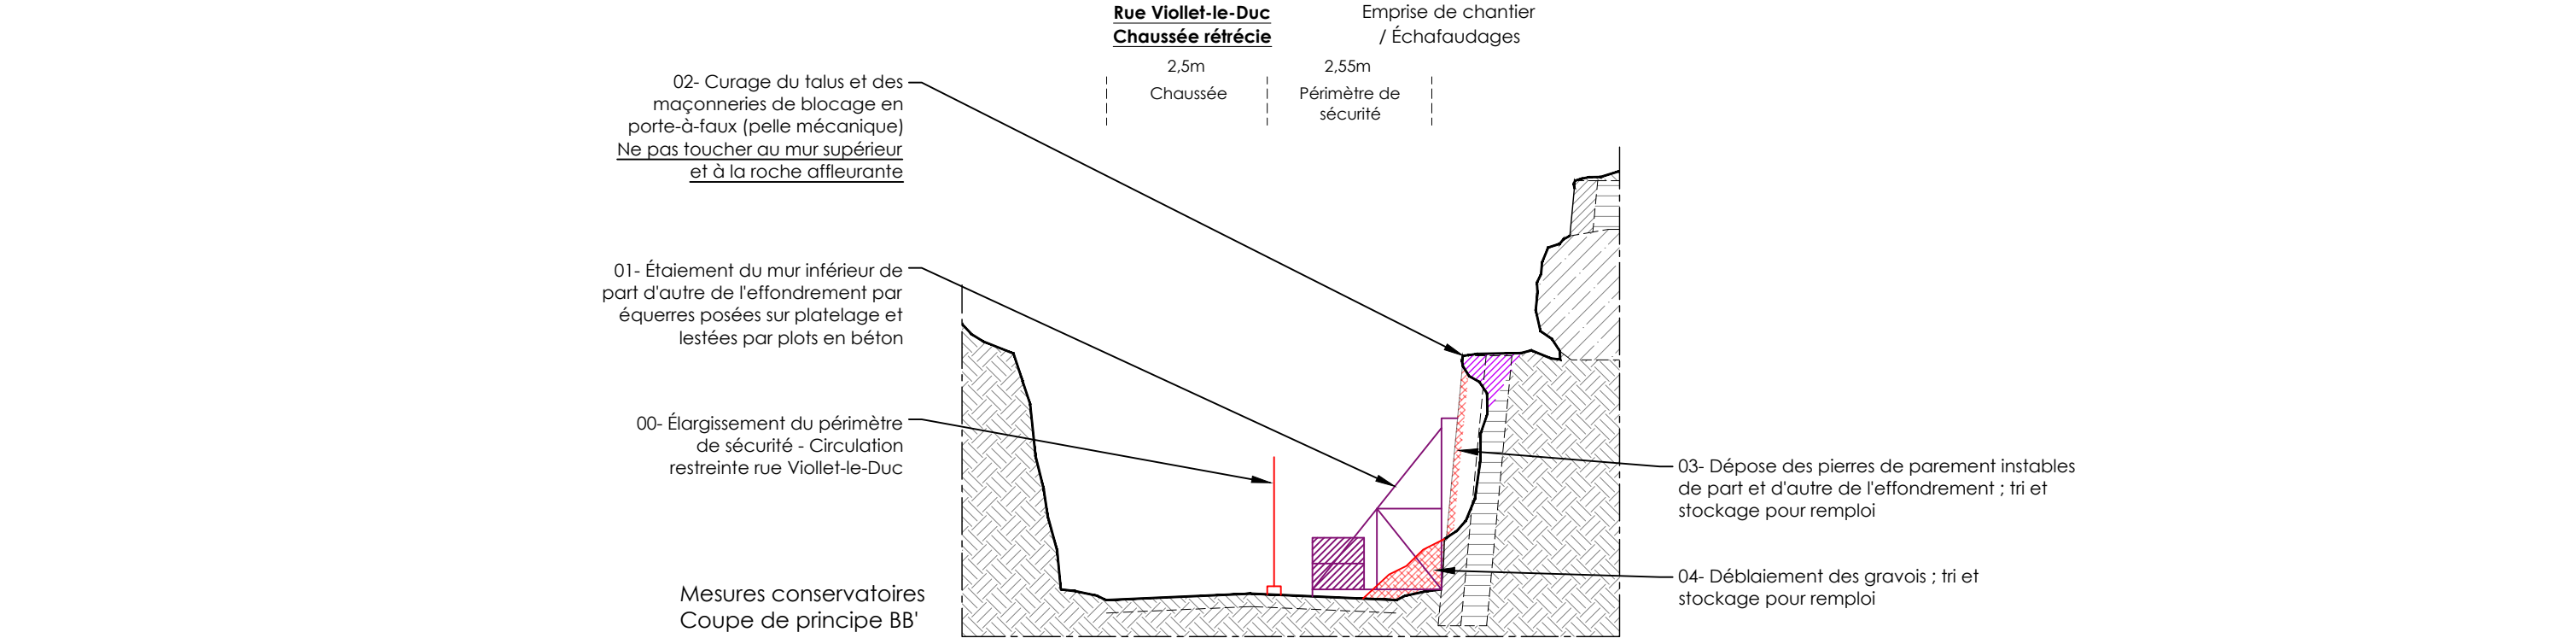 Rue Viollet-le-Duc
Chaussée rétrécie
Emprise de chantier
/ Échafaudages
2,5m
Chaussée
2,55m
Périmètre de
sécurité
02- Curage du talus et des
maçonneries de blocage en
porte-à-faux (pelle mécanique)
Ne pas toucher au mur supérieur
et à la roche affleurante
01- Étaiement du mur inférieur de
part d'autre de l'effondrement par
équerres posées sur platelage et
lestées par plots en béton
00- Élargissement du périmètre
de sécurité - Circulation
restreinte rue Viollet-le-Duc
03- Dépose des pierres de parement instables
de part et d'autre de l'effondrement ; tri et
stockage pour remploi
04- Déblaiement des gravois ; tri et
stockage pour remploi
Mesures conservatoires
Coupe de principe BB'